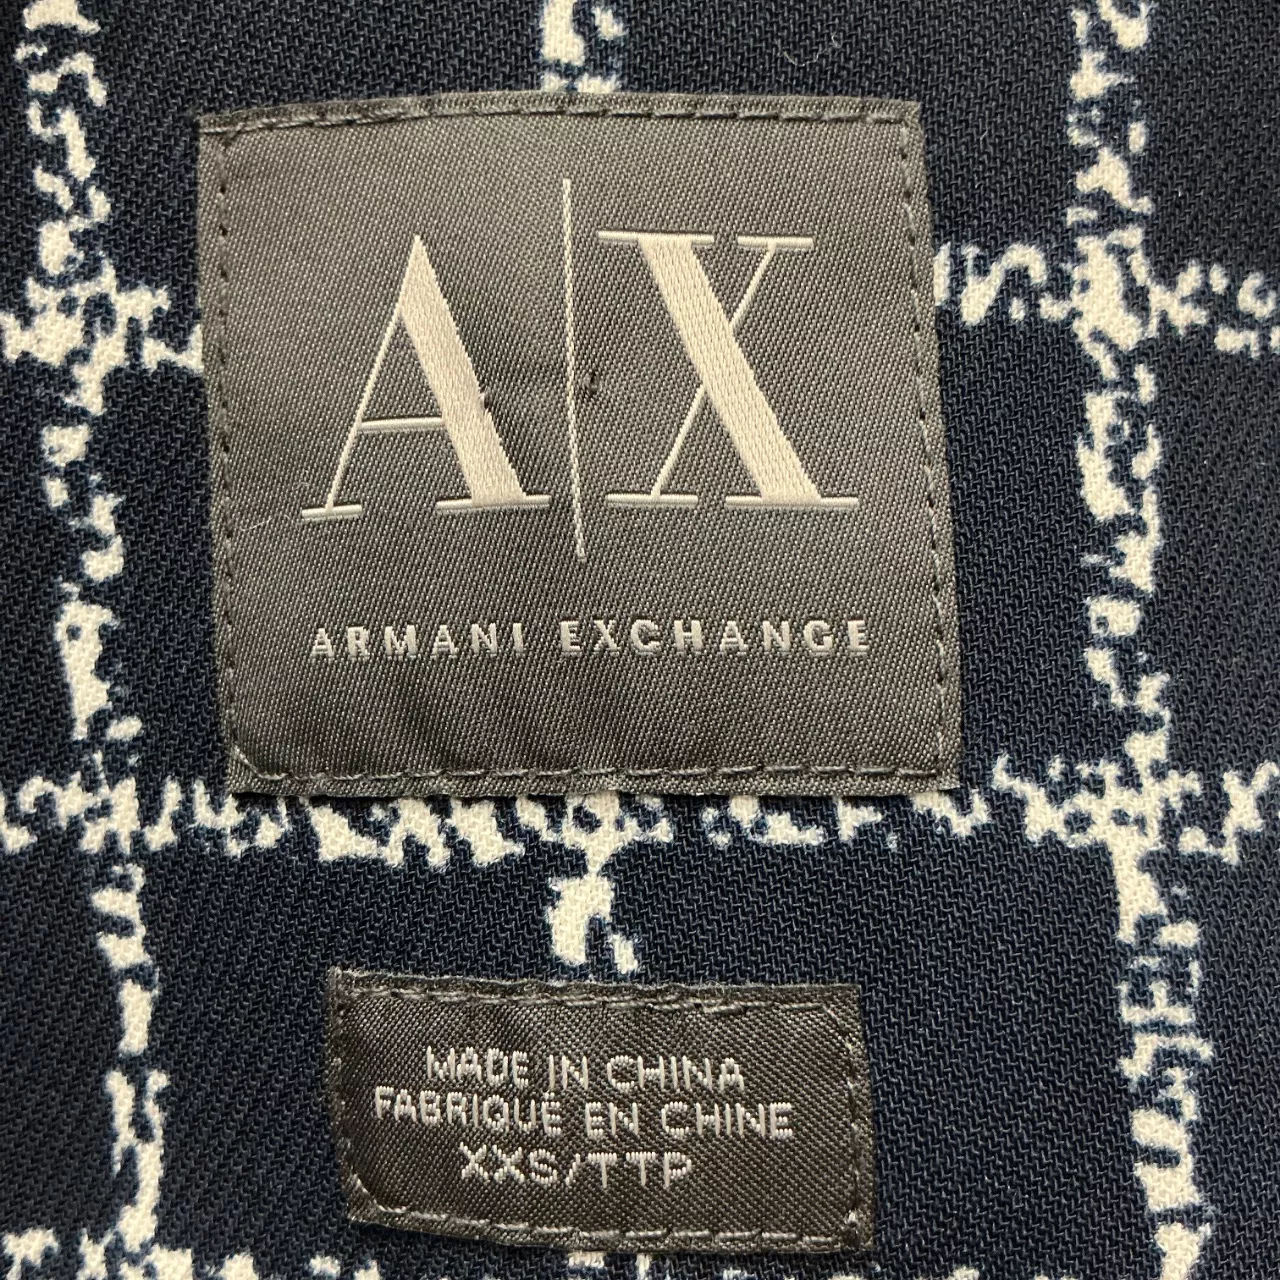 A|X
ARMANI EXCHANGE
MADE IN CHINA
FABRIQUÉ EN CHINE
XXS/TTP